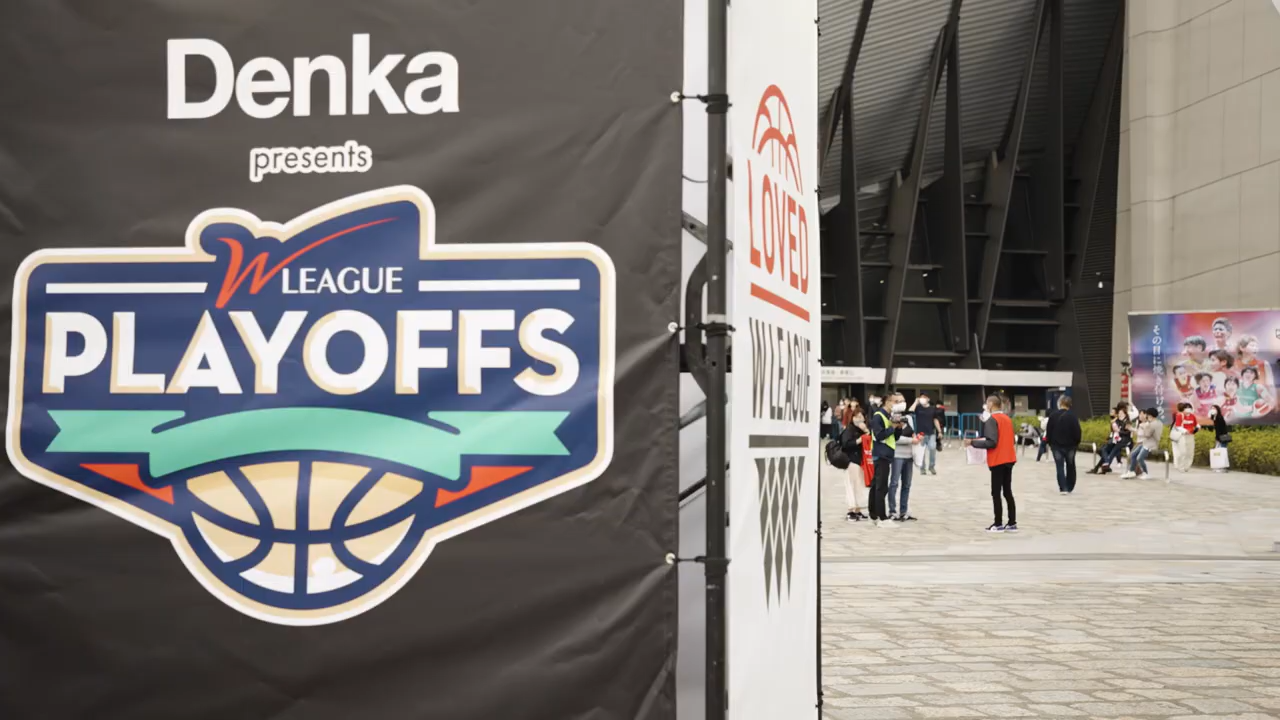 Denka
presents
W LEAGUE
PLAYOFFS
LOVED
W LEAGUE